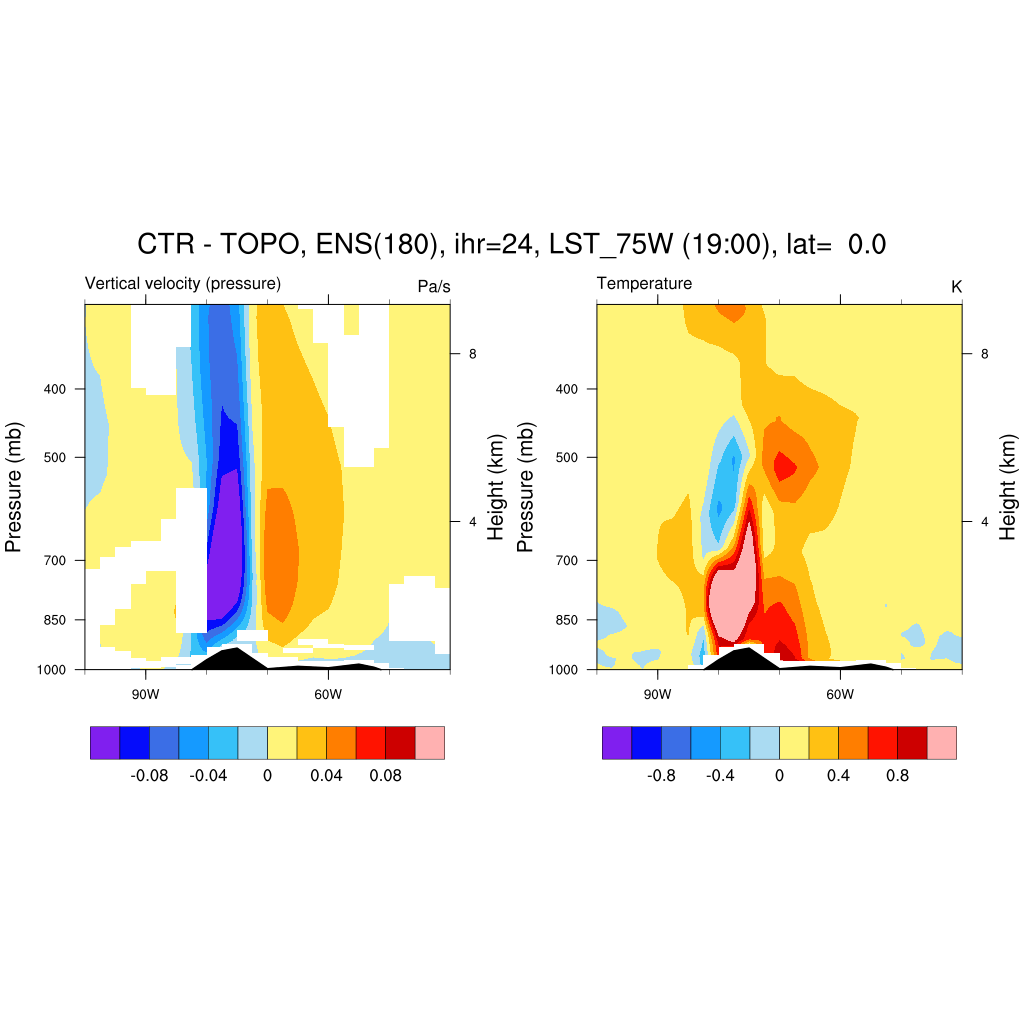 CTR - TOPO, ENS(180), ihr=24, LST_75W (19:00), lat=  0.0
Vertical velocity (pressure)
Pa/s
Temperature
K
8
8
400
400
500
500
Pressure (mb)
Height (km)
Pressure (mb)
Height (km)
4
4
700
700
850
850
1000
1000
90W
60W
90W
60W
-0.08
-0.04
0
0.04
0.08
-0.8
-0.4
0
0.4
0.8